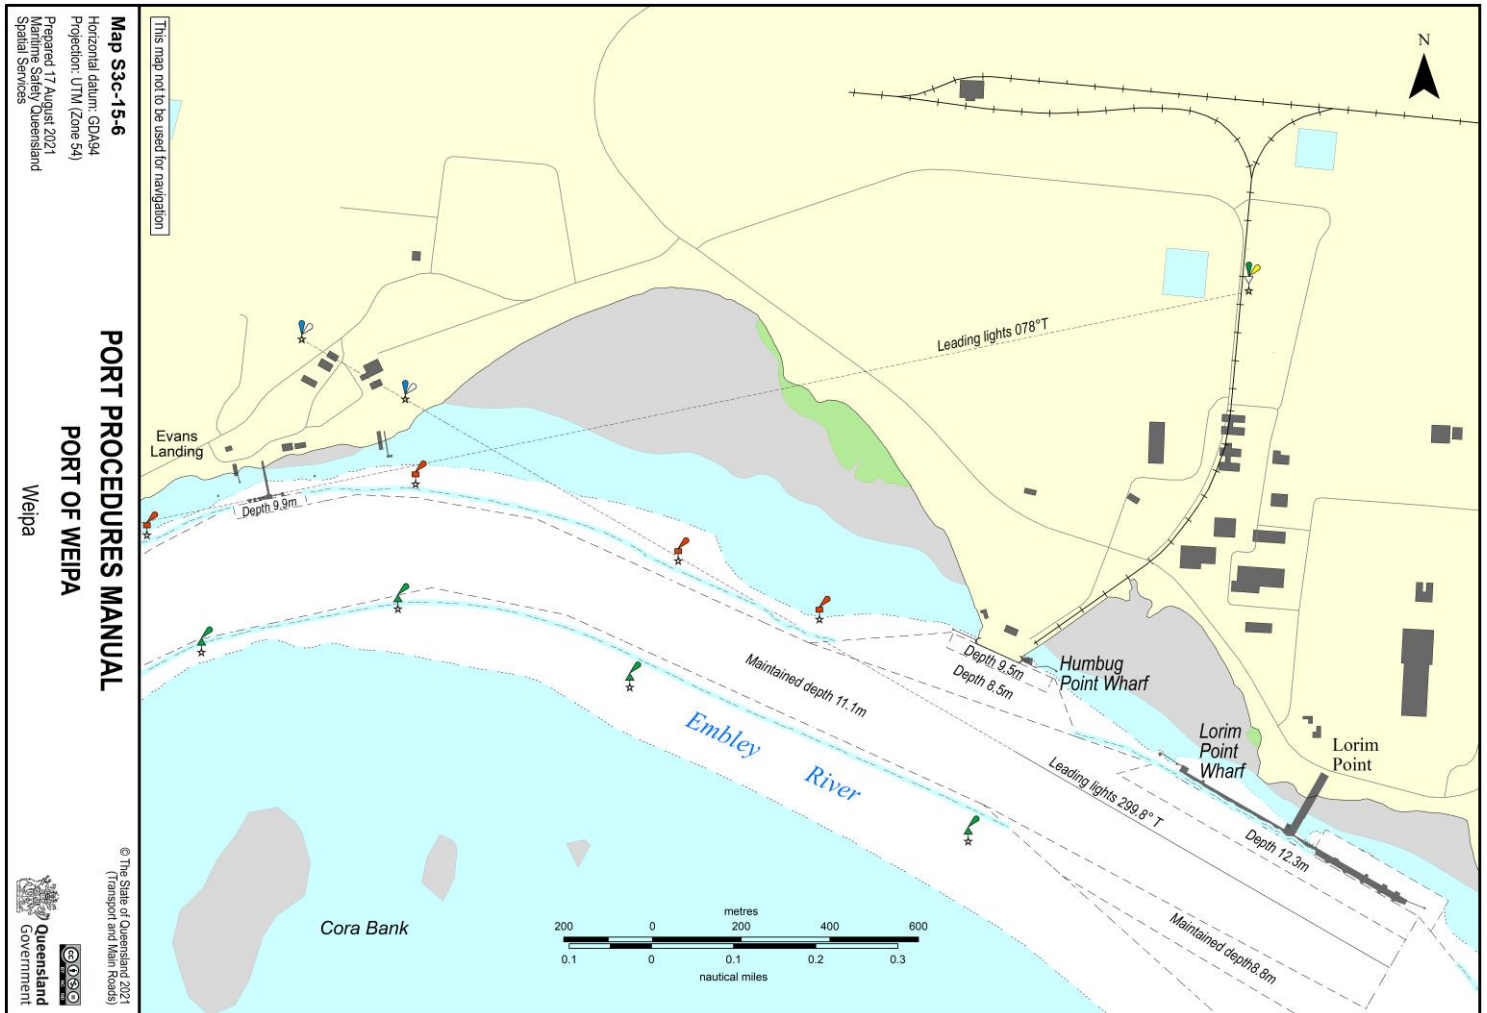 Map S3c-15-6
Horizontal datum: GDA94
Projection: UTM (Zone 54)
Prepared 17 August 2021
Maritime Safety Queensland
Spatial Services
PORT PROCEDURES MANUAL
PORT OF WEIPA
Weipa
© The State of Queensland 2021
(Transport and Main Roads)
Queensland
Government
cc
BY NC ND
This map not to be used for navigation
N
Leading lights 078°T
Evans
Landing
Depth 9.9m
Maintained depth 11.1m
Depth 9.5m
Depth 8.5m
Humbug
Point Wharf
Embley
River
Lorim
Point
Wharf
Lorim
Point
Leading lights 299.8° T
Depth 12.3m
Maintained depth8.8m
Cora Bank
metres
200 0 200 400 600
0.1 0 0.1 0.2 0.3
nautical miles